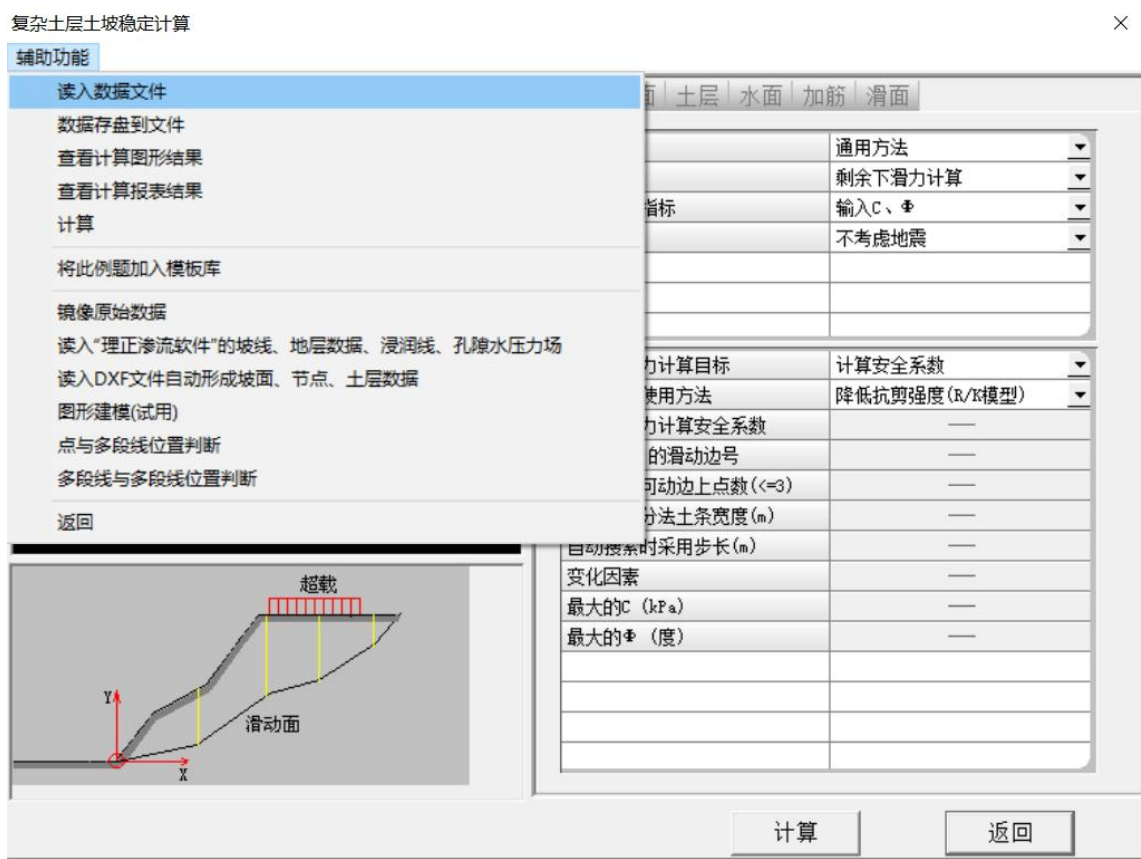 复杂土层土坡稳定计算
辅助功能
读入数据文件
数据存盘到文件
查看计算图形结果
查看计算报表结果
计算
将此例题加入模板库
镜像原始数据
读入“理正渗流软件”的坡线、地层数据、浸润线、孔隙水压力场
读入DXF文件自动形成坡面、节点、土层数据
图形建模(试用)
点与多段线位置判断
多段线与多段线位置判断
返回
面 土层 水面 加筋 滑面
通用方法
剩余下滑力计算
指标 输入C、Φ
不考虑地震
力计算目标 计算安全系数
使用方法 降低抗剪强度(R/K模型)
力计算安全系数 ——
的滑动边号 ——
可动边上点数(<=3) ——
分法土条宽度(m) ——
自动搜索时采用步长(m) ——
变化因素 ——
最大的C (kPa) ——
最大的Φ (度) ——
超载
Y
滑动面
X
计算 返回